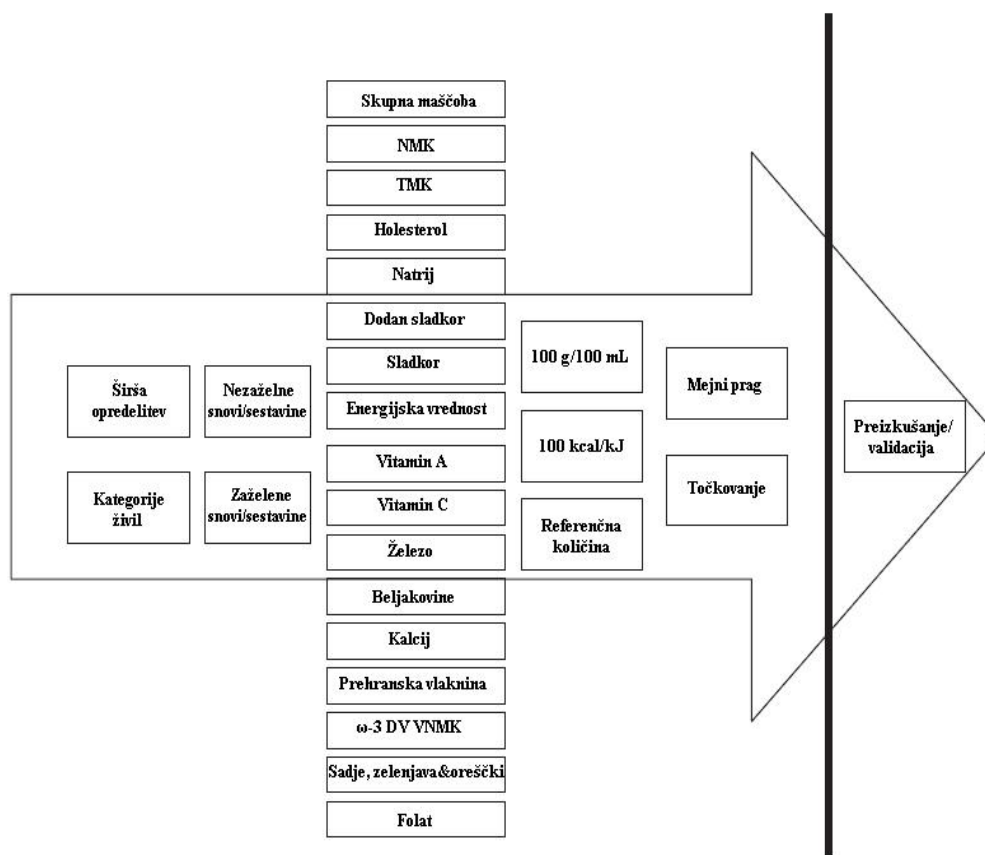 Širša
opredelitev
Kategorije
živil
Nezaželne
snovi/sestavine
Zaželene
snovi/sestavine
Skupna maščoba
NMK
TMK
Holesterol
Natrij
Dodan sladkor
Sladkor
Energijska vrednost
Vitamin A
Vitamin C
Železo
Beljakovine
Kalcij
Prehranska vlaknina
ω-3 DV VNMK
Sadje, zelenjava&oreščki
Folat
100 g/100 mL
100 kcal/kJ
Referenčna
količina
Mejni prag
Točkovanje
Preizkušanje/
validacija